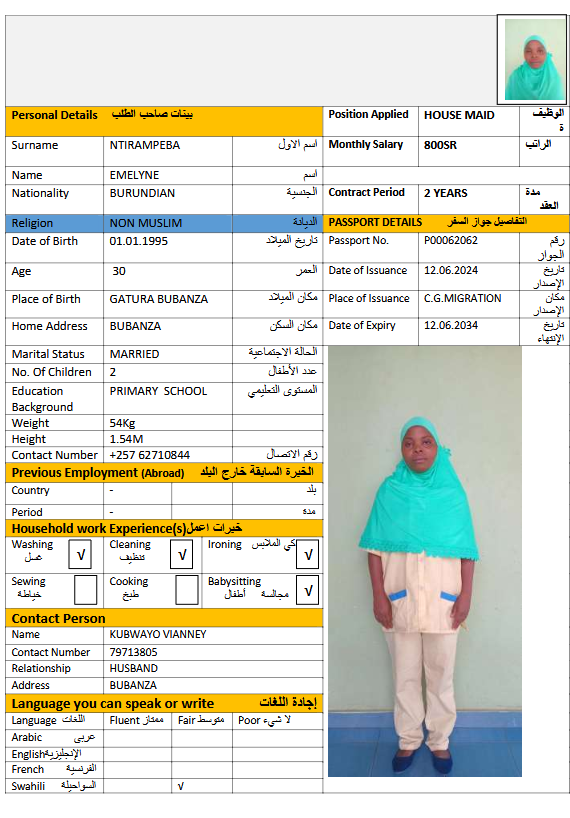 Personal Details بينات صاحب الطلب
Position Applied HOUSE MAID الوظيفة
Surname NTIRAMPEBA اسم الاول
Monthly Salary 800SR الراتب
Name EMELYNE اسم
Nationality BURUNDIAN الجنسية
Contract Period 2 YEARS مدة العقد
Religion NON MUSLIM الديانة
PASSPORT DETAILS التفاصيل جواز السفر
Date of Birth 01.01.1995 تاريخ الميلاد
Passport No. P00062062 رقم الجواز
Age 30 العمر
Date of Issuance 12.06.2024 تاريخ الإصدار
Place of Birth GATURA BUBANZA مكان الميلاد
Place of Issuance C.G.MIGRATION مكان الإصدار
Home Address BUBANZA مكان السكن
Date of Expiry 12.06.2034 تاريخ الإنتهاء
Marital Status MARRIED الحالة الاجتماعية
No. Of Children 2 عدد الأطفال
Education Background PRIMARY SCHOOL المستوى التعليمي
Weight 54Kg
Height 1.54M
Contact Number +257 62710844 رقم الاتصال
Previous Employment (Abroad) الخبرة السابقة خارج البلد
Country - بلد
Period - مدة
Household work Experience(s) خبرات اعمل
Washing غسل √
Cleaning تنظيف √
Ironing كي الملابس √
Sewing خياطة
Cooking طبخ
Babysitting مجالسة أطفال √
Contact Person
Name KUBWAYO VIANNEY
Contact Number 79713805
Relationship HUSBAND
Address BUBANZA
Language you can speak or write إجادة اللغات
Language اللغات Fluent ممتاز Fair متوسط Poor لا شيء
Arabic عربى
English الإنجليزية
French الفرنسية
Swahili السواحيلة √